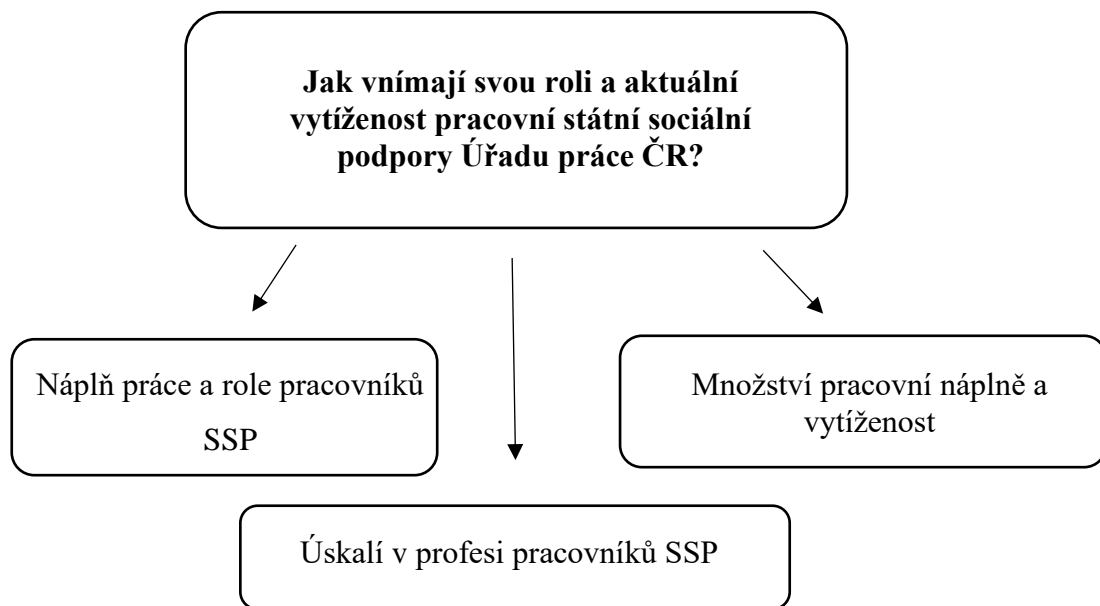 Jak vnímají svou roli a aktuální
vytíženost pracovní státní sociální
podpory Úřadu práce ČR?
Náplň práce a role pracovníků
SSP
Množství pracovní náplně a
vytíženost
Úskalí v profesi pracovníků SSP